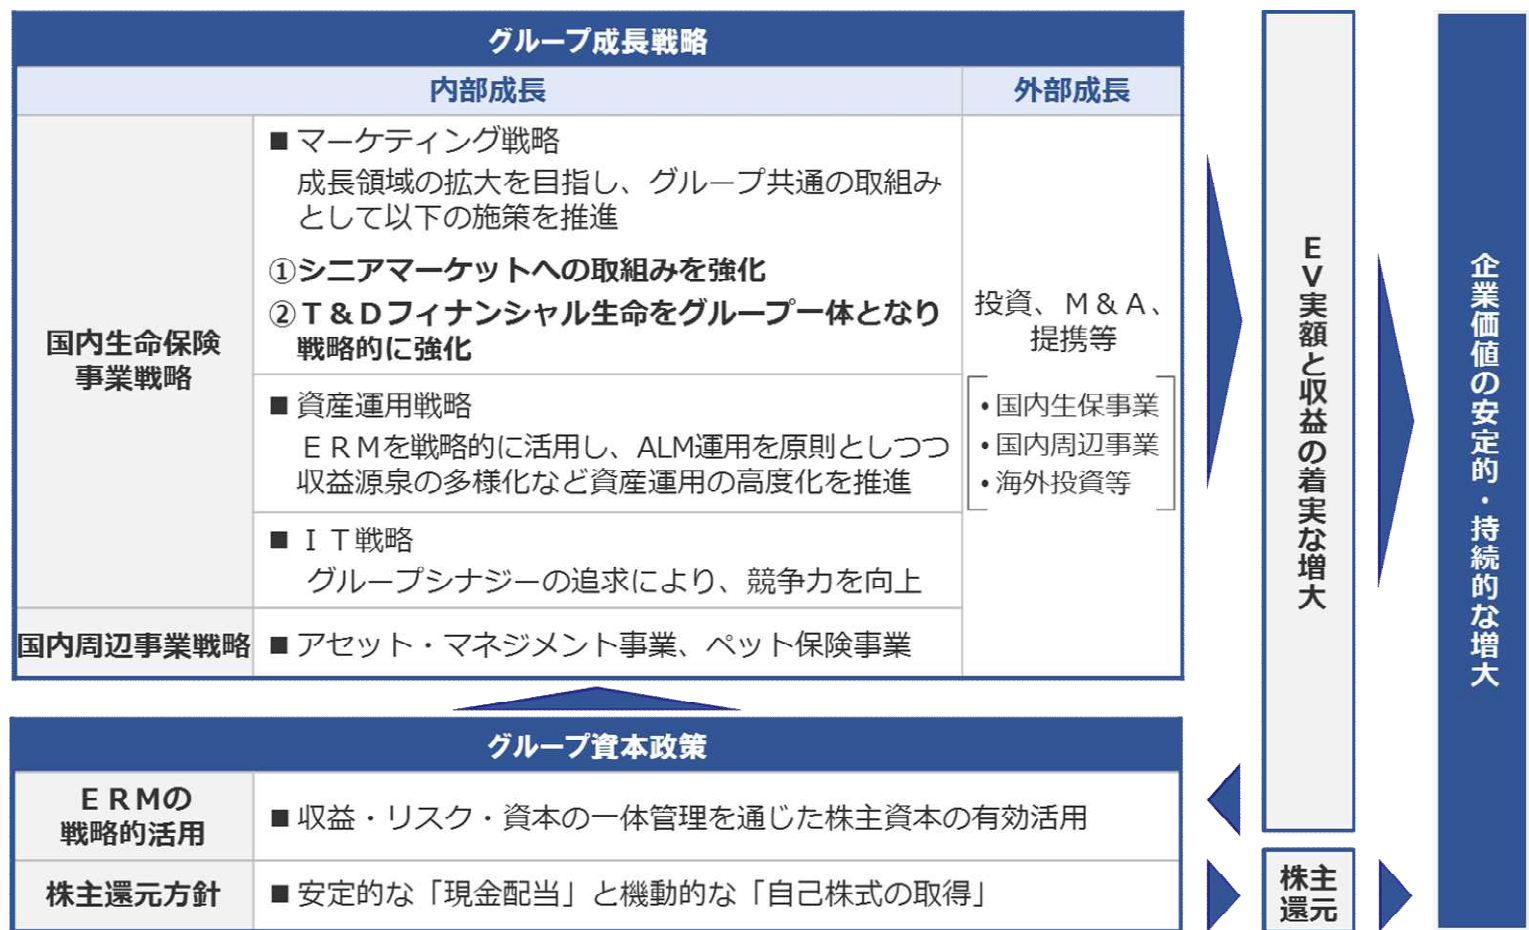 グループ成長戦略
内部成長
外部成長
国内生命保険
事業戦略
■ マーケティング戦略
成長領域の拡大を目指し、グループ共通の取組み
として以下の施策を推進
①シニアマーケットへの取組みを強化
②Ｔ＆Ｄフィナンシャル生命をグループ一体となり
戦略的に強化
■ 資産運用戦略
ＥＲＭを戦略的に活用し、ALM運用を原則としつつ
収益源泉の多様化など資産運用の高度化を推進
■ ＩＴ戦略
グループシナジーの追求により、競争力を向上
投資、Ｍ＆Ａ、
提携等
・国内生保事業
・国内周辺事業
・海外投資等
国内周辺事業戦略
■ アセット・マネジメント事業、ペット保険事業
グループ資本政策
ＥＲＭの
戦略的活用
■ 収益・リスク・資本の一体管理を通じた株主資本の有効活用
株主還元方針
■ 安定的な「現金配当」と機動的な「自己株式の取得」
ＥＶ実額と収益の着実な増大
株主
還元
企業価値の安定的・持続的な増大